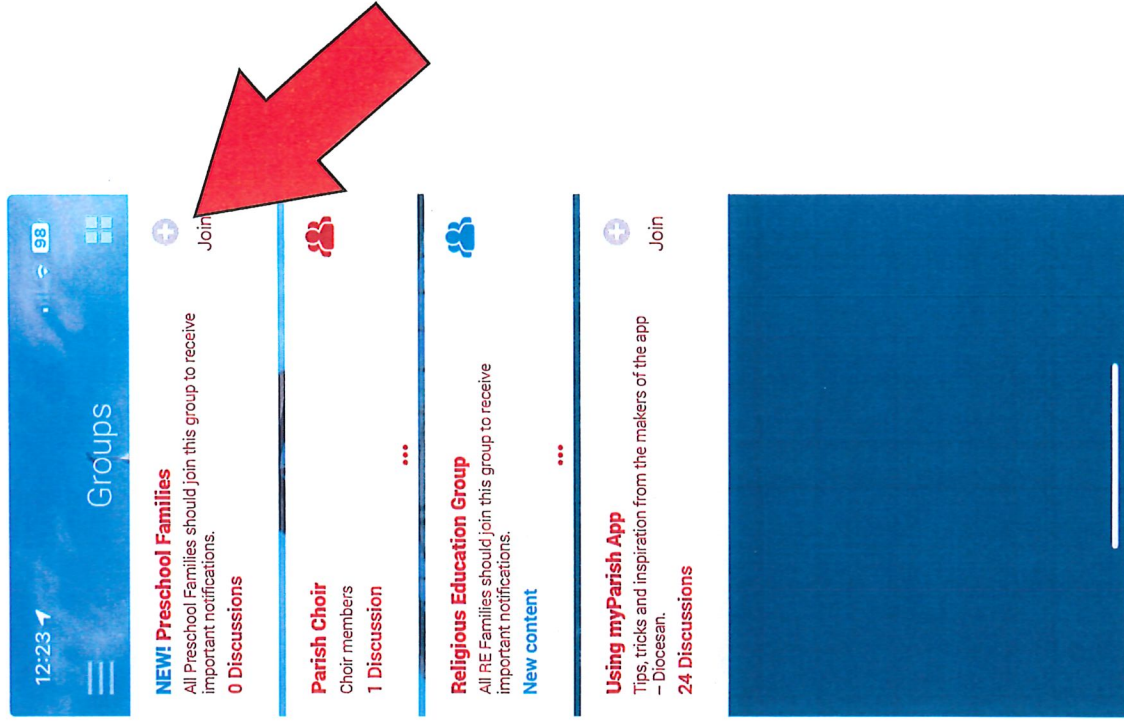 12:23
98
Groups
NEW! Preschool Families
All Preschool Families should join this group to receive
important notifications.
0 Discussions
Join
Parish Choir
Choir members
1 Discussion
Religious Education Group
All RE Families should join this group to receive
important notifications.
New content
Using myParish App
Tips, tricks and inspiration from the makers of the app
– Diocesan.
24 Discussions
Join